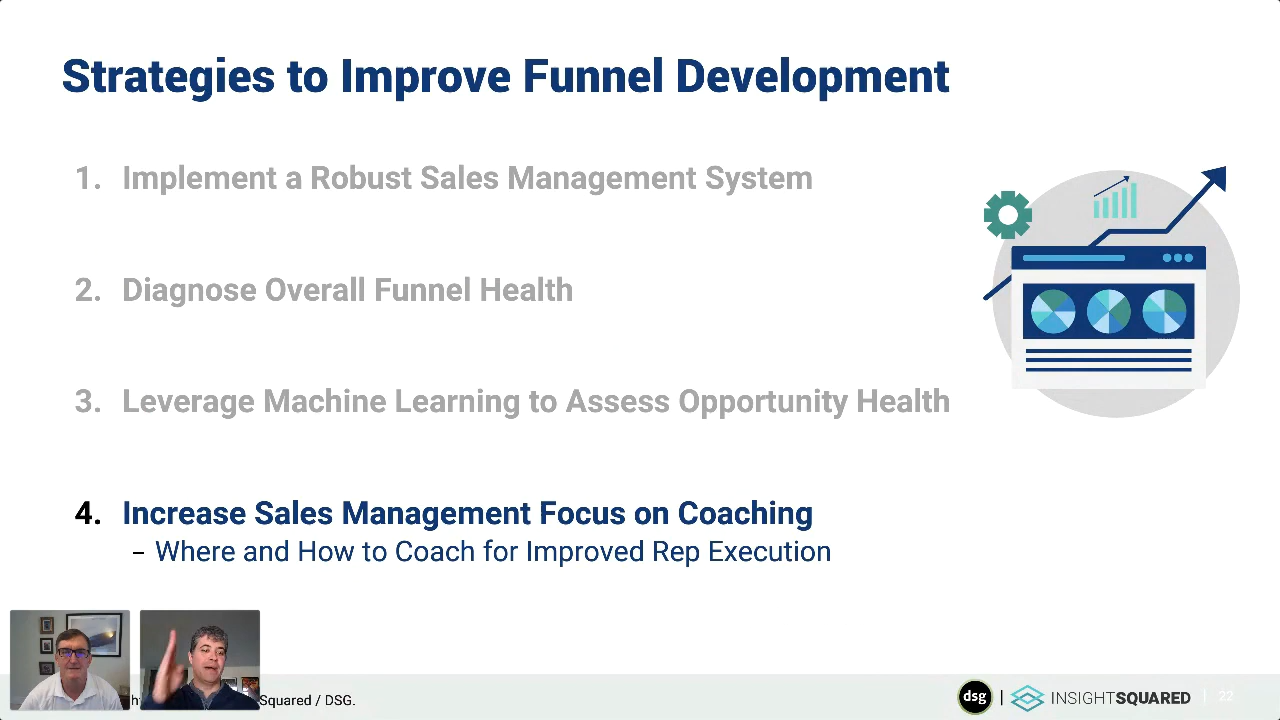 Strategies to Improve Funnel Development
1. Implement a Robust Sales Management System
2. Diagnose Overall Funnel Health
3. Leverage Machine Learning to Assess Opportunity Health
4. Increase Sales Management Focus on Coaching
– Where and How to Coach for Improved Rep Execution
Squared / DSG.
dsg | INSIGHTSQUARED | 22